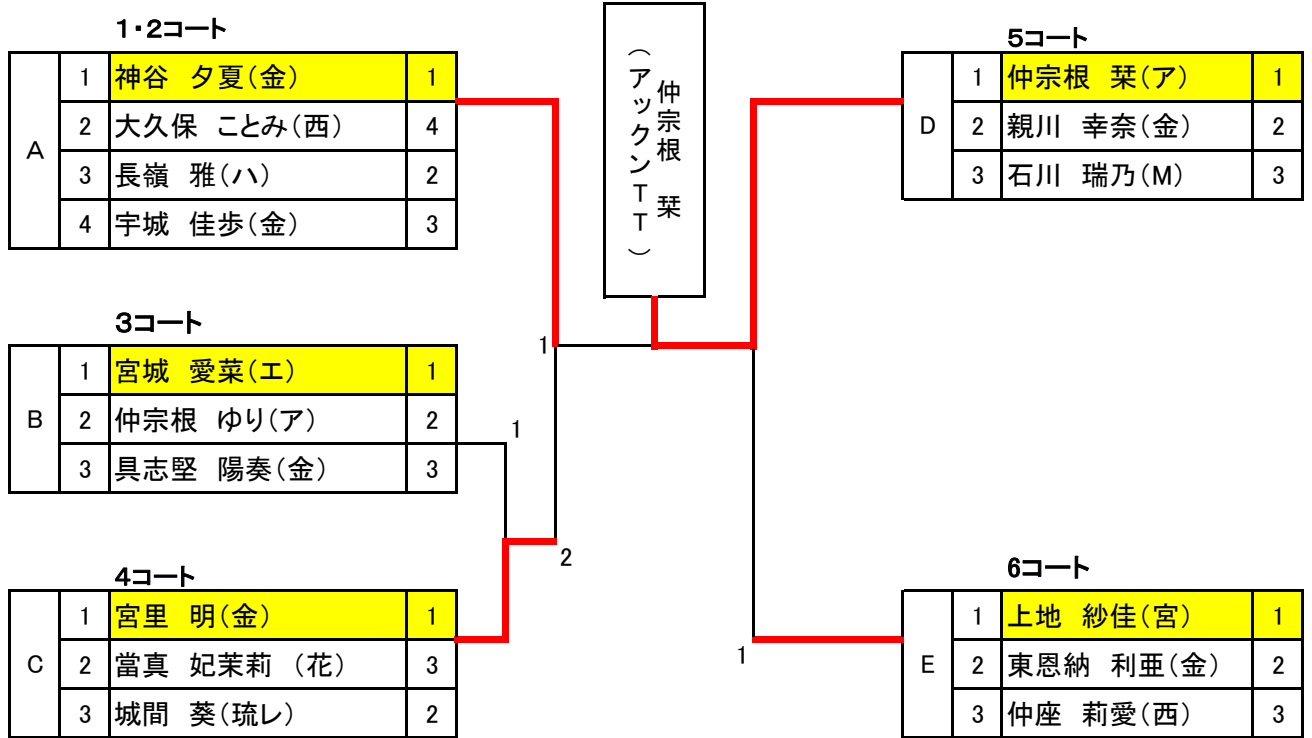 1・2コート
A
1 神谷 夕夏(金) 1
2 大久保 ことみ(西) 4
3 長嶺 雅(ハ) 2
4 宇城 佳歩(金) 3
3コート
B
1 宮城 愛菜(エ) 1
2 仲宗根 ゆり(ア) 2
3 具志堅 陽奏(金) 3
4コート
C
1 宮里 明(金) 1
2 當真 妃茉莉 (花) 3
3 城間 葵(琉レ) 2
1
1
2
仲宗根 栞
(アックンTT)
1
5コート
D
1 仲宗根 栞(ア) 1
2 親川 幸奈(金) 2
3 石川 瑞乃(M) 3
6コート
E
1 上地 紗佳(宮) 1
2 東恩納 利亜(金) 2
3 仲座 莉愛(西) 3